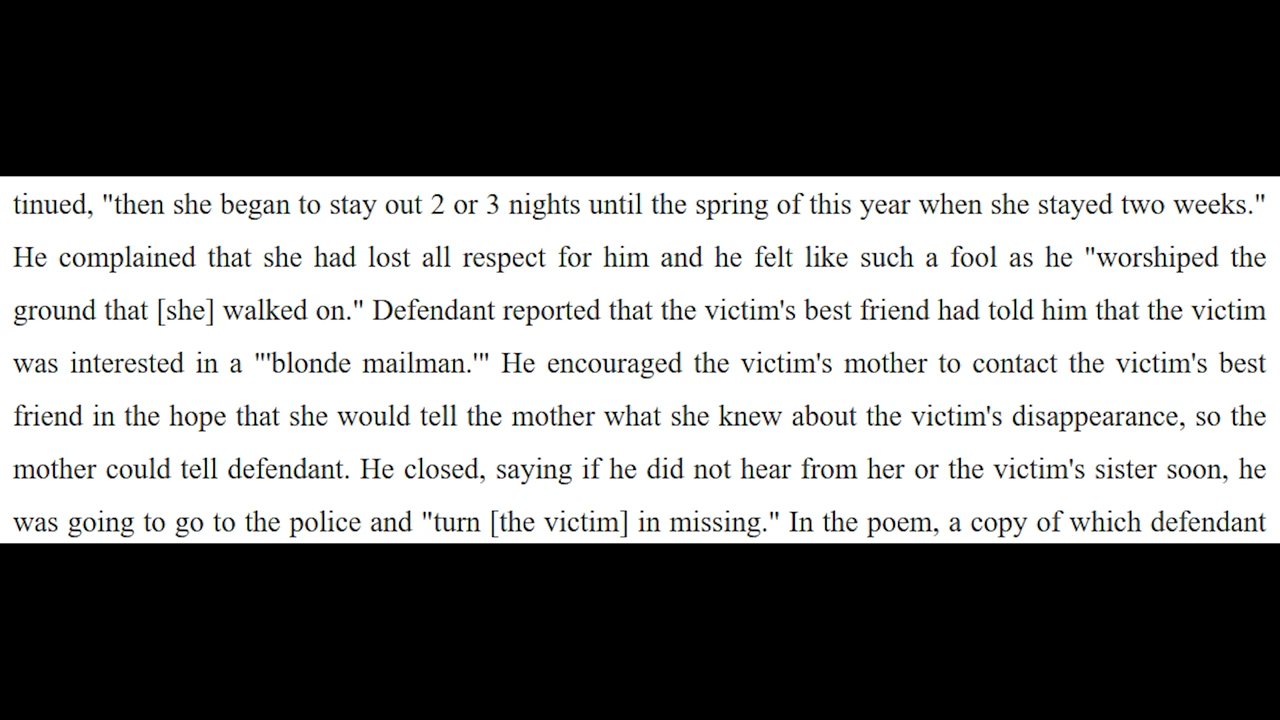 tinued, "then she began to stay out 2 or 3 nights until the spring of this year when she stayed two weeks."
He complained that she had lost all respect for him and he felt like such a fool as he "worshiped the
ground that [she] walked on." Defendant reported that the victim's best friend had told him that the victim
was interested in a "'blonde mailman.'" He encouraged the victim's mother to contact the victim's best
friend in the hope that she would tell the mother what she knew about the victim's disappearance, so the
mother could tell defendant. He closed, saying if he did not hear from her or the victim's sister soon, he
was going to go to the police and "turn [the victim] in missing." In the poem, a copy of which defendant